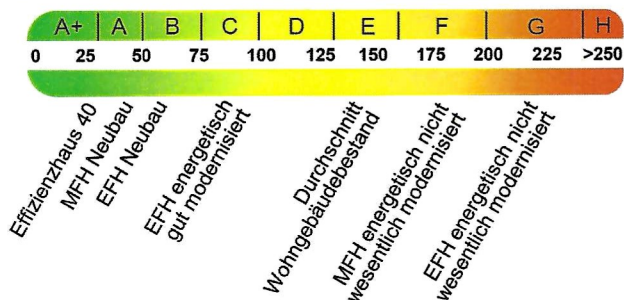 A+ A B C D E F G H
0 25 50 75 100 125 150 175 200 225 >250
Effizienzhaus 40
MFH Neubau
EFH Neubau
EFH energetisch
gut modernisiert
Durchschnitt
Wohngebäudebestand
MFH energetisch nicht
wesentlich modernisiert
EFH energetisch nicht
wesentlich modernisiert